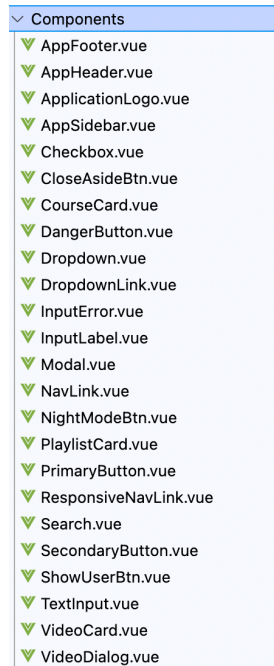 Components
AppFooter.vue
AppHeader.vue
ApplicationLogo.vue
AppSidebar.vue
Checkbox.vue
CloseAsideBtn.vue
CourseCard.vue
DangerButton.vue
Dropdown.vue
DropdownLink.vue
InputError.vue
InputLabel.vue
Modal.vue
NavLink.vue
NightModeBtn.vue
PlaylistCard.vue
PrimaryButton.vue
ResponsiveNavLink.vue
Search.vue
SecondaryButton.vue
ShowUserBtn.vue
TextInput.vue
VideoCard.vue
VideoDialog.vue